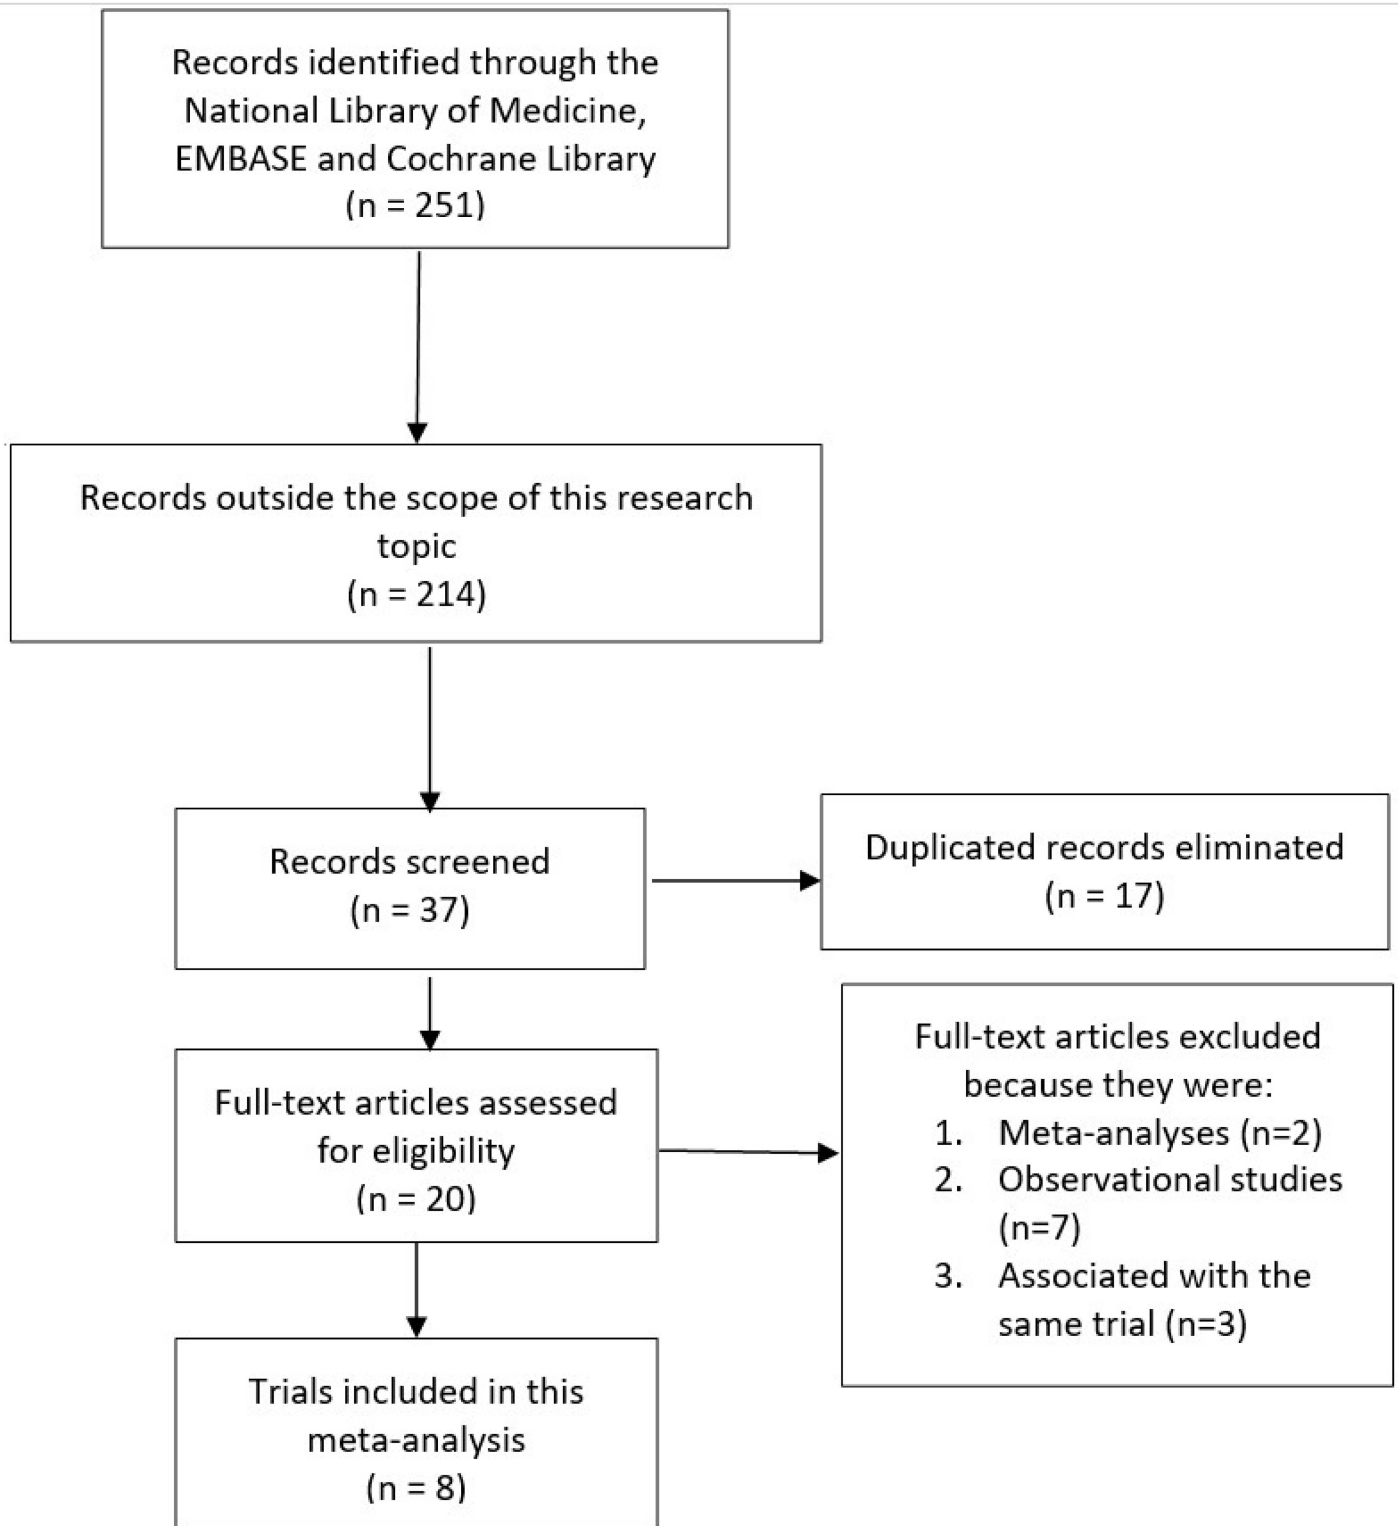 Records identified through the
National Library of Medicine,
EMBASE and Cochrane Library
(n = 251)
Records outside the scope of this research
topic
(n = 214)
Records screened
(n = 37)
Duplicated records eliminated
(n = 17)
Full-text articles assessed
for eligibility
(n = 20)
Full-text articles excluded
because they were:
1. Meta-analyses (n=2)
2. Observational studies
(n=7)
3. Associated with the
same trial (n=3)
Trials included in this
meta-analysis
(n = 8)